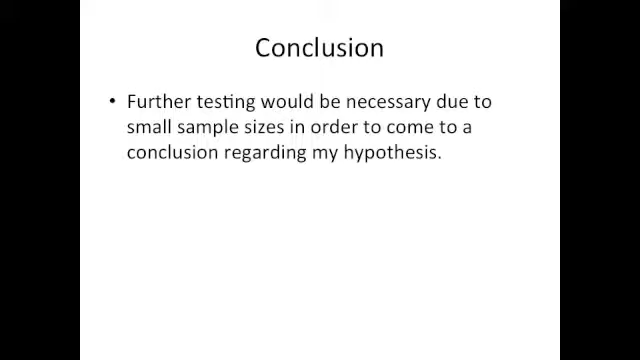 Conclusion
• Further testing would be necessary due to
small sample sizes in order to come to a
conclusion regarding my hypothesis.